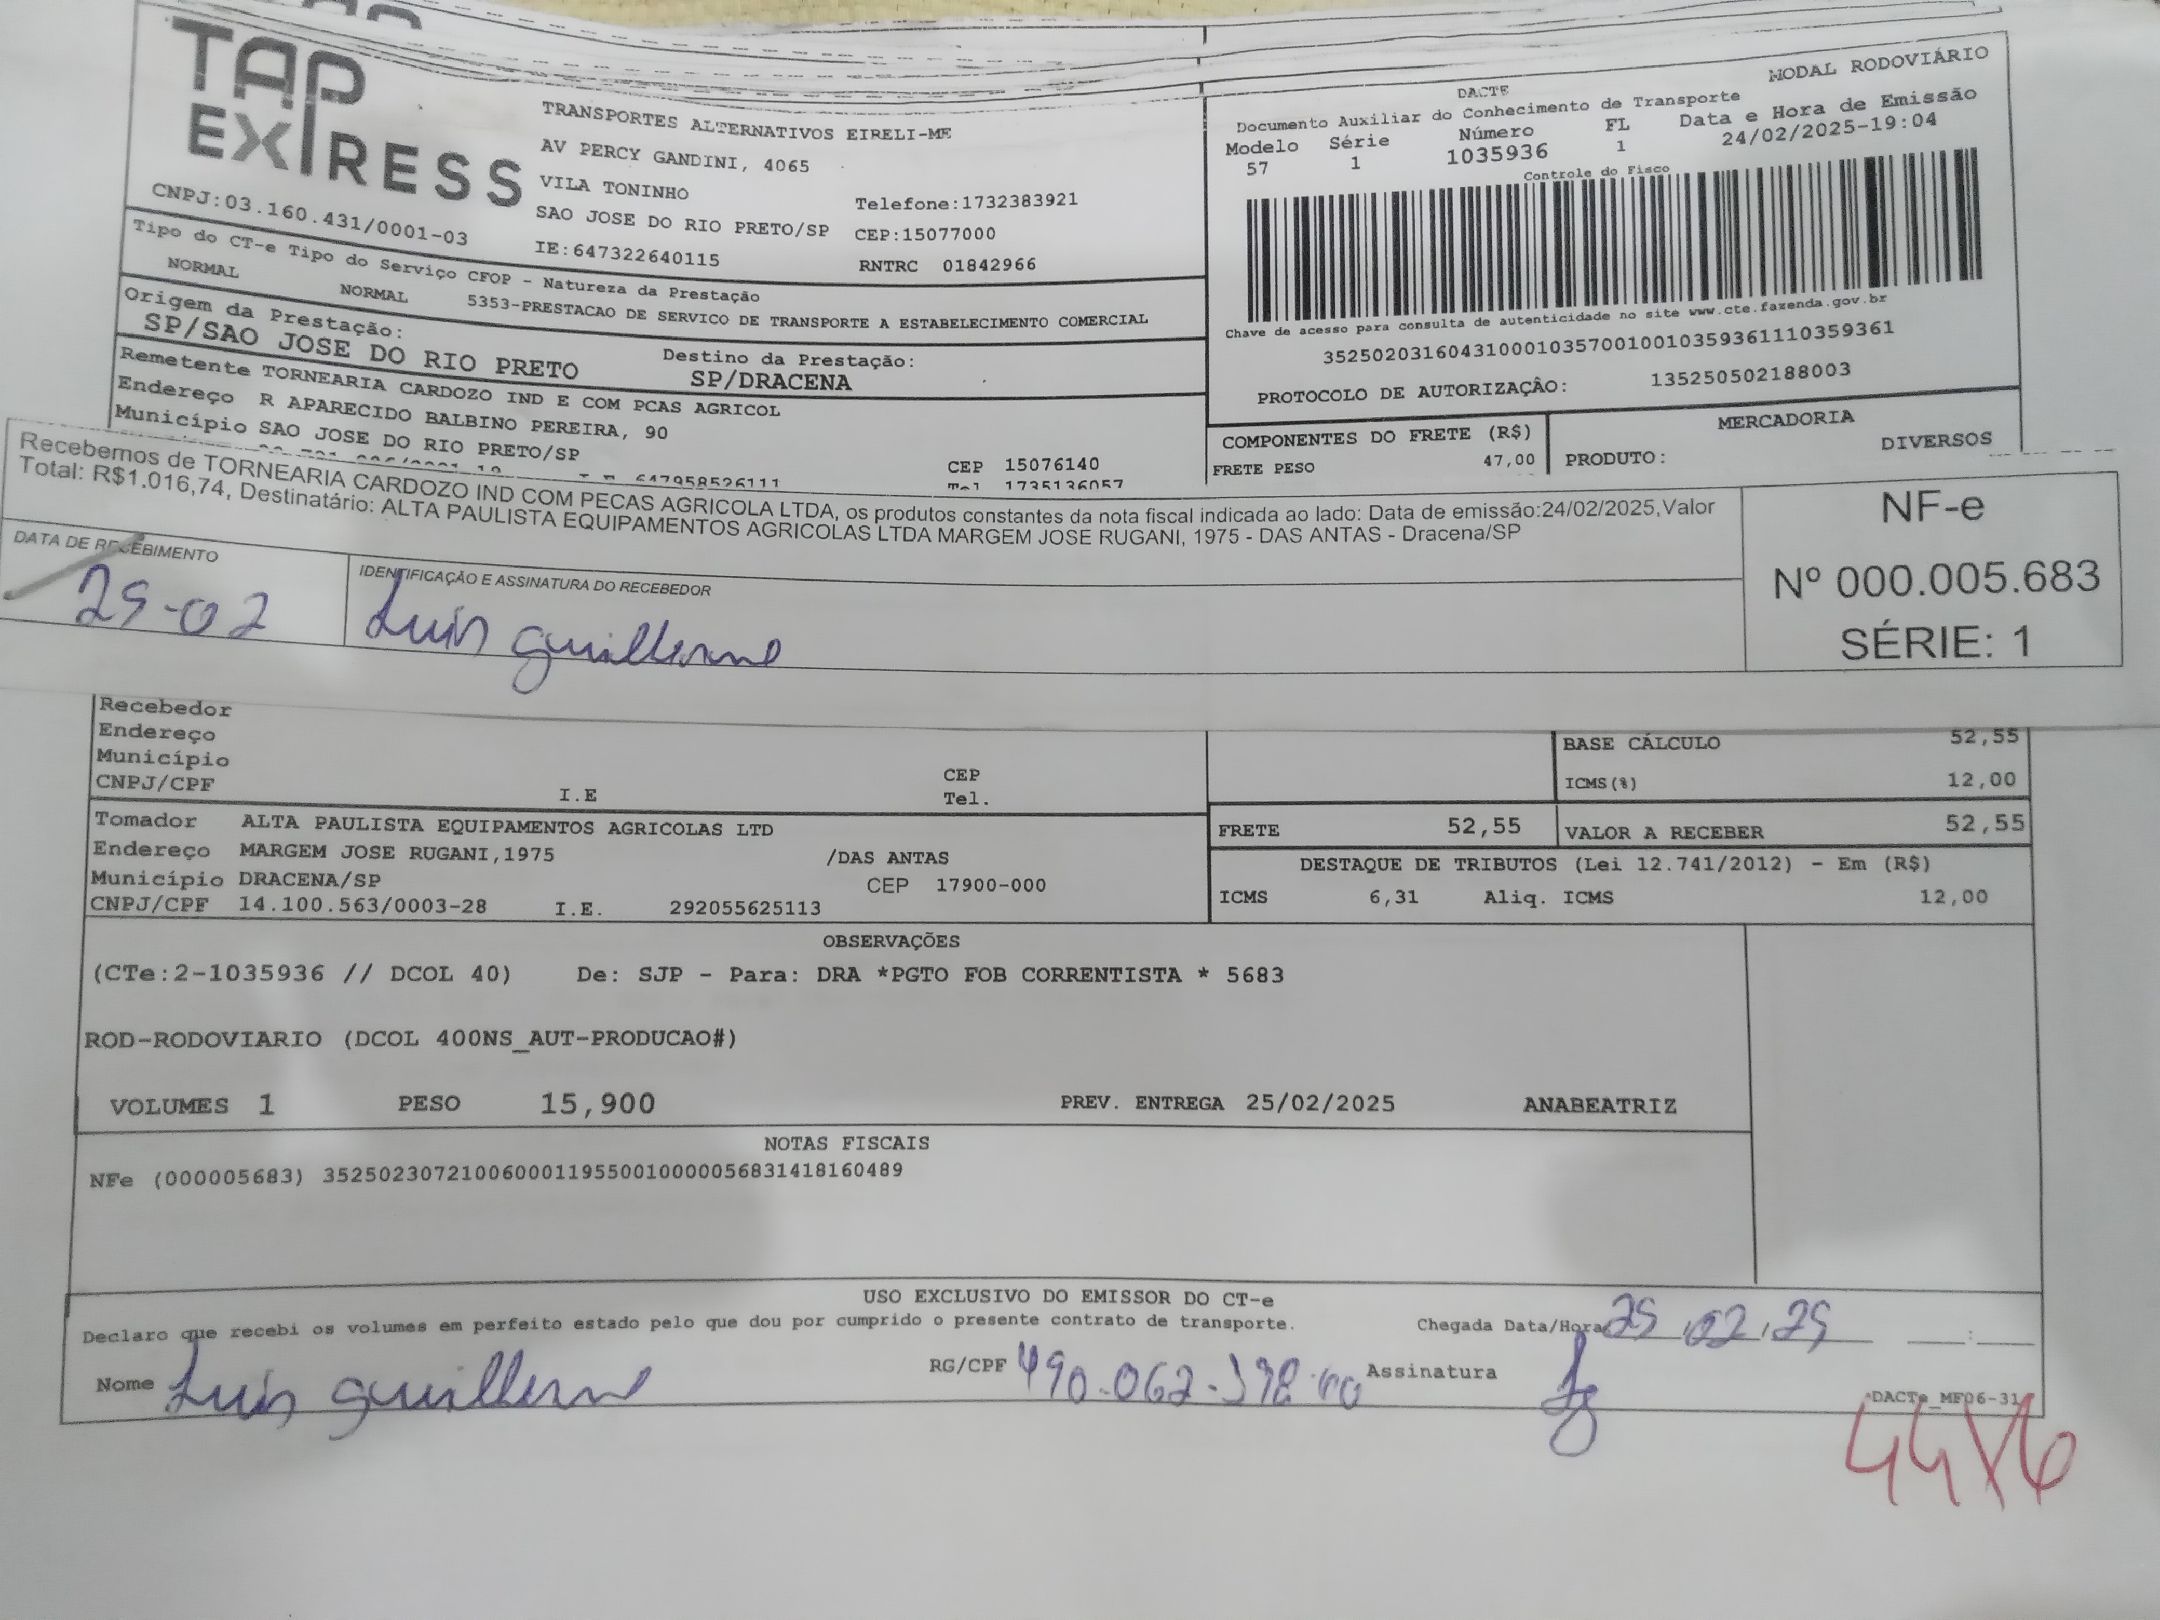 TAP
EXPRESS
CNPJ:03.160.431/0001-03
TRANSPORTES ALTERNATIVOS EIRELI-ME
AV PERCY GANDINI, 4065
VILA TONINHO
SAO JOSE DO RIO PRETO/SP
IE:647322640115
Telefone:1732383921
CEP:15077000
RNTRC 01842966
DACTE
MODAL RODOVIÁRIO
Documento Auxiliar do Conhecimento de Transporte
Modelo Série Número FL Data e Hora de Emissão
57 1 1035936 1 24/02/2025-19:04
Controle do Fisco
Chave de acesso para consulta de autenticidade no site www.cte.fazenda.gov.br
35250203160431000103570010010359361110359361
PROTOCOLO DE AUTORIZAÇÃO: 135250502188003
Tipo do CT-e Tipo do Serviço CFOP - Natureza da Prestação
NORMAL NORMAL 5353-PRESTACAO DE SERVICO DE TRANSPORTE A ESTABELECIMENTO COMERCIAL
Origem da Prestação:
SP/SAO JOSE DO RIO PRETO
Destino da Prestação:
SP/DRACENA
Remetente TORNEARIA CARDOZO IND E COM PCAS AGRICOL
Endereço R APARECIDO BALBINO PEREIRA, 90
Município SAO JOSE DO RIO PRETO/SP
CEP 15076140
647958526111
Tel 1735136057
COMPONENTES DO FRETE (R$)
FRETE PESO 47,00
MERCADORIA
PRODUTO: DIVERSOS
Recebemos de TORNEARIA CARDOZO IND COM PECAS AGRICOLA LTDA, os produtos constantes da nota fiscal indicada ao lado: Data de emissão:24/02/2025,Valor
Total: R$1.016,74, Destinatário: ALTA PAULISTA EQUIPAMENTOS AGRICOLAS LTDA MARGEM JOSE RUGANI, 1975 - DAS ANTAS - Dracena/SP
DATA DE RECEBIMENTO
25-02
IDENTIFICAÇÃO E ASSINATURA DO RECEBEDOR
Luis guilherme
NF-e
Nº 000.005.683
SÉRIE: 1
Recebedor
Endereço
Município
CNPJ/CPF I.E CEP
Tel.
BASE CÁLCULO 52,55
ICMS(%) 12,00
Tomador ALTA PAULISTA EQUIPAMENTOS AGRICOLAS LTD
Endereço MARGEM JOSE RUGANI,1975 /DAS ANTAS
Município DRACENA/SP CEP 17900-000
CNPJ/CPF 14.100.563/0003-28 I.E. 292055625113
FRETE 52,55 VALOR A RECEBER 52,55
DESTAQUE DE TRIBUTOS (Lei 12.741/2012) - Em (R$)
ICMS 6,31 Aliq. ICMS 12,00
OBSERVAÇÕES
(CTe:2-1035936 // DCOL 40) De: SJP - Para: DRA *PGTO FOB CORRENTISTA * 5683
ROD-RODOVIARIO (DCOL 400NS_AUT-PRODUCAO#)
VOLUMES 1 PESO 15,900 PREV. ENTREGA 25/02/2025 ANABEATRIZ
NOTAS FISCAIS
NFe (000005683) 35250230721006000119550010000056831418160489
USO EXCLUSIVO DO EMISSOR DO CT-e
Declaro que recebi os volumes em perfeito estado pelo que dou por cumprido o presente contrato de transporte. Chegada Data/Hora 25,02,25 :
Nome Luis guilherme RG/CPF Assinatura
DACTe_MF06-31